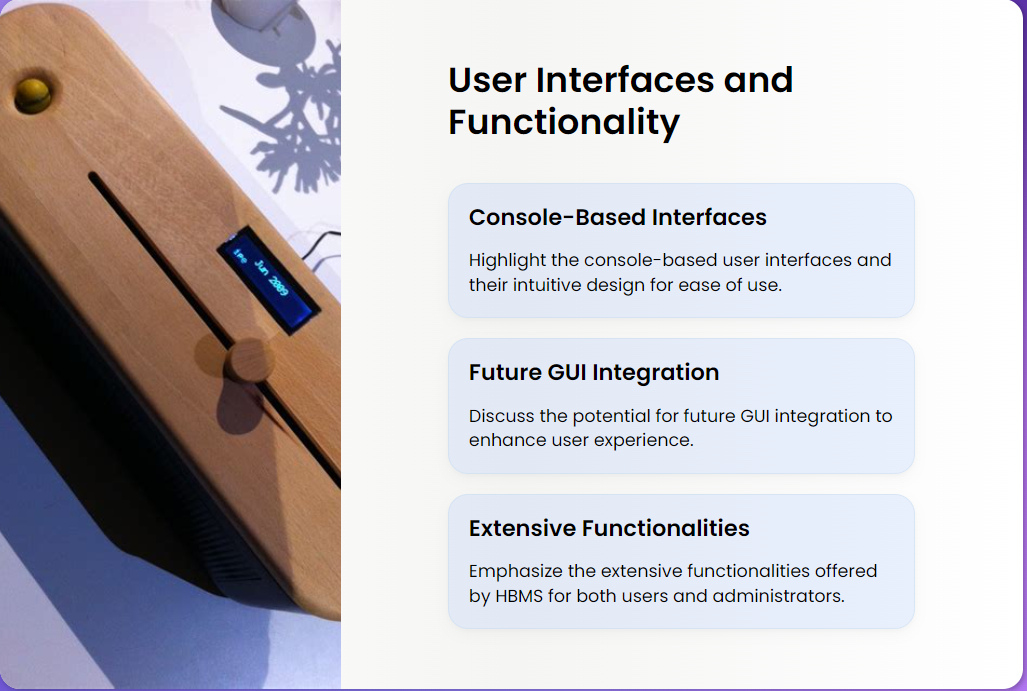 Jun 2009
User Interfaces and
Functionality
Console-Based Interfaces
Highlight the console-based user interfaces and
their intuitive design for ease of use.
Future GUI Integration
Discuss the potential for future GUI integration to
enhance user experience.
Extensive Functionalities
Emphasize the extensive functionalities offered
by HBMS for both users and administrators.